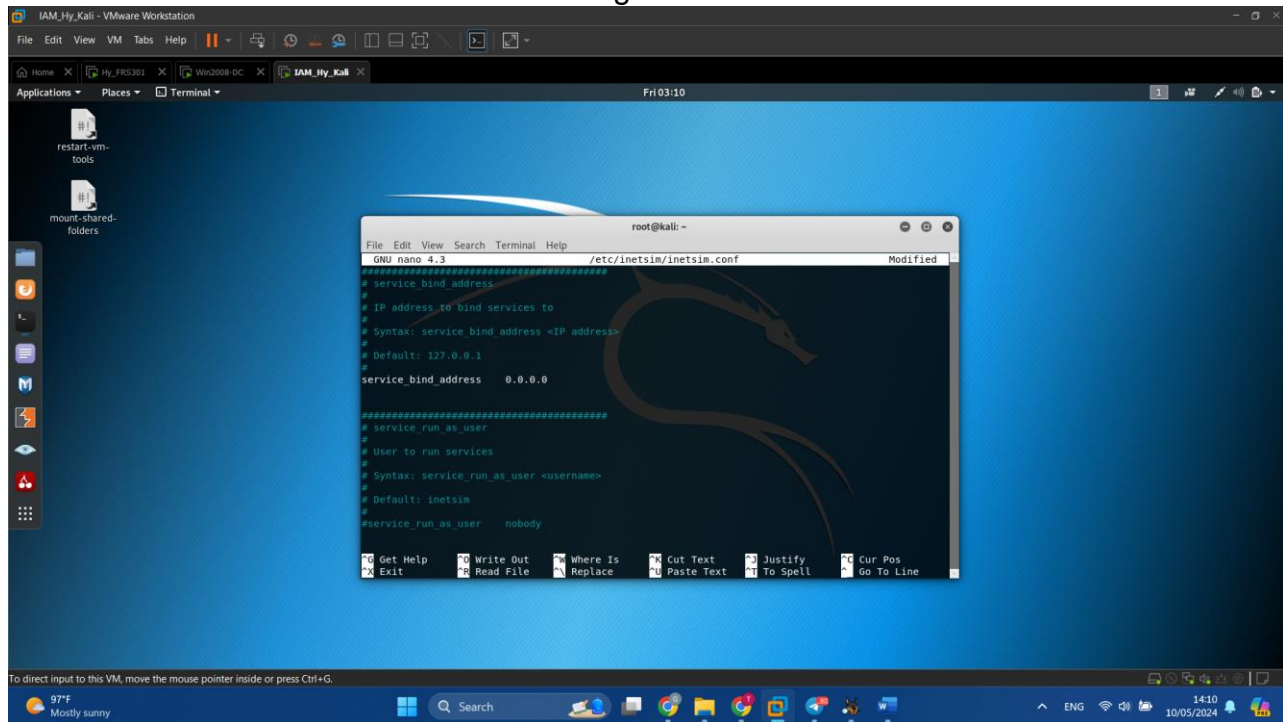 IAM_Hy_Kali - VMware Workstation
File Edit View VM Tabs Help
Home Hy_FRS301 Win2008-DC IAM_Hy_Kali
Applications Places Terminal Fri 03:10 1
restart-vm-
tools
mount-shared-
folders
root@kali: ~
File Edit View Search Terminal Help
GNU nano 4.3 /etc/inetsim/inetsim.conf Modified
#########################################
# service_bind_address
#
# IP address to bind services to
#
# Syntax: service_bind_address <IP address>
#
# Default: 127.0.0.1
#
service_bind_address 0.0.0.0
#########################################
# service_run_as_user
#
# User to run services
#
# Syntax: service_run_as_user <username>
#
# Default: inetsim
#
#service_run_as_user nobody
^G Get Help ^O Write Out ^W Where Is ^K Cut Text ^J Justify ^C Cur Pos
^X Exit ^R Read File ^\ Replace ^U Paste Text ^T To Spell ^_ Go To Line
To direct input to this VM, move the mouse pointer inside or press Ctrl+G.
97°F
Mostly sunny
Search
ENG
14:10
10/05/2024